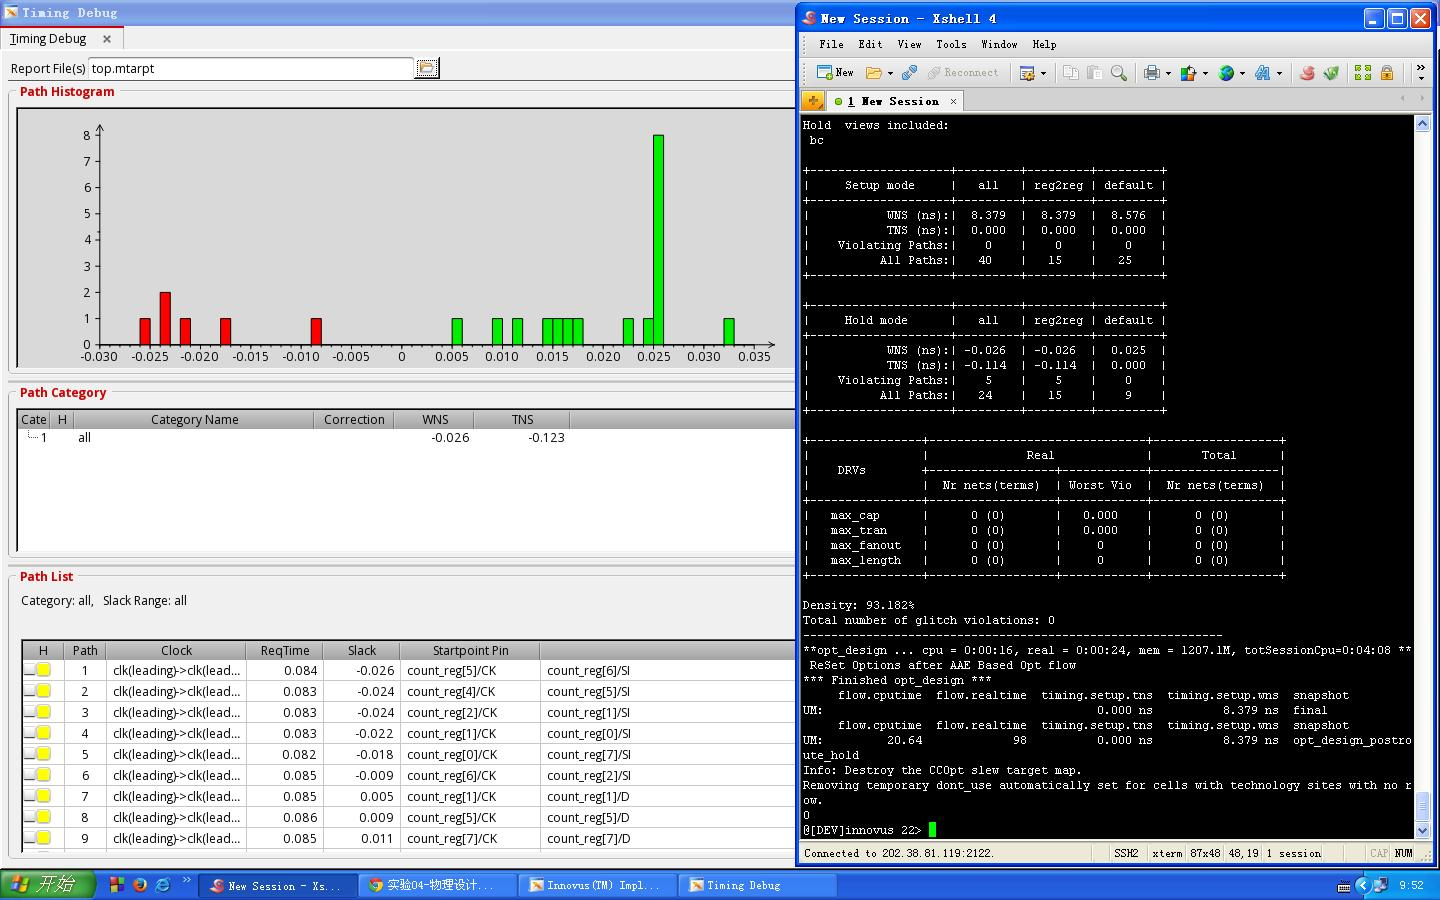 Timing Debug
Timing Debug
Report File(s) top.mtarpt
Path Histogram
8
7
6
5
4
3
2
1
0
-0.030 -0.025 -0.020 -0.015 -0.010 -0.005 0 0.005 0.010 0.015 0.020 0.025 0.030 0.035
Path Category
Cate H Category Name Correction WNS TNS
1 all -0.026 -0.123
Path List
Category: all, Slack Range: all
H Path Clock ReqTime Slack Startpoint Pin
1 clk(leading)->clk(lead... 0.084 -0.026 count_reg[5]/CK count_reg[6]/SI
2 clk(leading)->clk(lead... 0.083 -0.024 count_reg[4]/CK count_reg[5]/SI
3 clk(leading)->clk(lead... 0.083 -0.024 count_reg[2]/CK count_reg[1]/SI
4 clk(leading)->clk(lead... 0.083 -0.022 count_reg[1]/CK count_reg[0]/SI
5 clk(leading)->clk(lead... 0.082 -0.018 count_reg[0]/CK count_reg[7]/SI
6 clk(leading)->clk(lead... 0.085 -0.009 count_reg[6]/CK count_reg[2]/SI
7 clk(leading)->clk(lead... 0.085 0.005 count_reg[1]/CK count_reg[1]/D
8 clk(leading)->clk(lead... 0.086 0.009 count_reg[5]/CK count_reg[5]/D
9 clk(leading)->clk(lead... 0.085 0.011 count_reg[7]/CK count_reg[7]/D
New Session - Xshell 4
File Edit View Tools Window Help
New Reconnect
1 New Session
Hold views included:
bc
| Setup mode | all | reg2reg | default |
| WNS (ns):| 8.379 | 8.379 | 8.576 |
| TNS (ns):| 0.000 | 0.000 | 0.000 |
| Violating Paths:| 0 | 0 | 0 |
| All Paths:| 40 | 15 | 25 |
| Hold mode | all | reg2reg | default |
| WNS (ns):| -0.026 | -0.026 | 0.025 |
| TNS (ns):| -0.114 | -0.114 | 0.000 |
| Violating Paths:| 5 | 5 | 0 |
| All Paths:| 24 | 15 | 9 |
| | Real | Total |
| DRVs
| | Nr nets(terms) | Worst Vio | Nr nets(terms) |
| max_cap | 0 (0) | 0.000 | 0 (0) |
| max_tran | 0 (0) | 0.000 | 0 (0) |
| max_fanout | 0 (0) | 0 | 0 (0) |
| max_length | 0 (0) | 0 | 0 (0) |
Density: 93.182%
Total number of glitch violations: 0
**opt_design ... cpu = 0:00:16, real = 0:00:24, mem = 1207.1M, totSessionCpu=0:04:08 **
ReSet Options after AAE Based Opt flow
*** Finished opt_design ***
flow.cputime flow.realtime timing.setup.tns timing.setup.wns snapshot
UM: 0.000 ns 8.379 ns final
flow.cputime flow.realtime timing.setup.tns timing.setup.wns snapshot
UM: 20.64 98 0.000 ns 8.379 ns opt_design_postro
ute_hold
Info: Destroy the CCOpt slew target map.
Removing temporary dont_use automatically set for cells with technology sites with no r
ow.
0
@[DEV]innovus 22>
Connected to 202.38.81.119:2122. SSH2 xterm 87x48 48,19 1 session CAP NUM
开始 New Session - Xs... 实验04-物理设计... Innovus(TM) Impl... Timing Debug 9:52